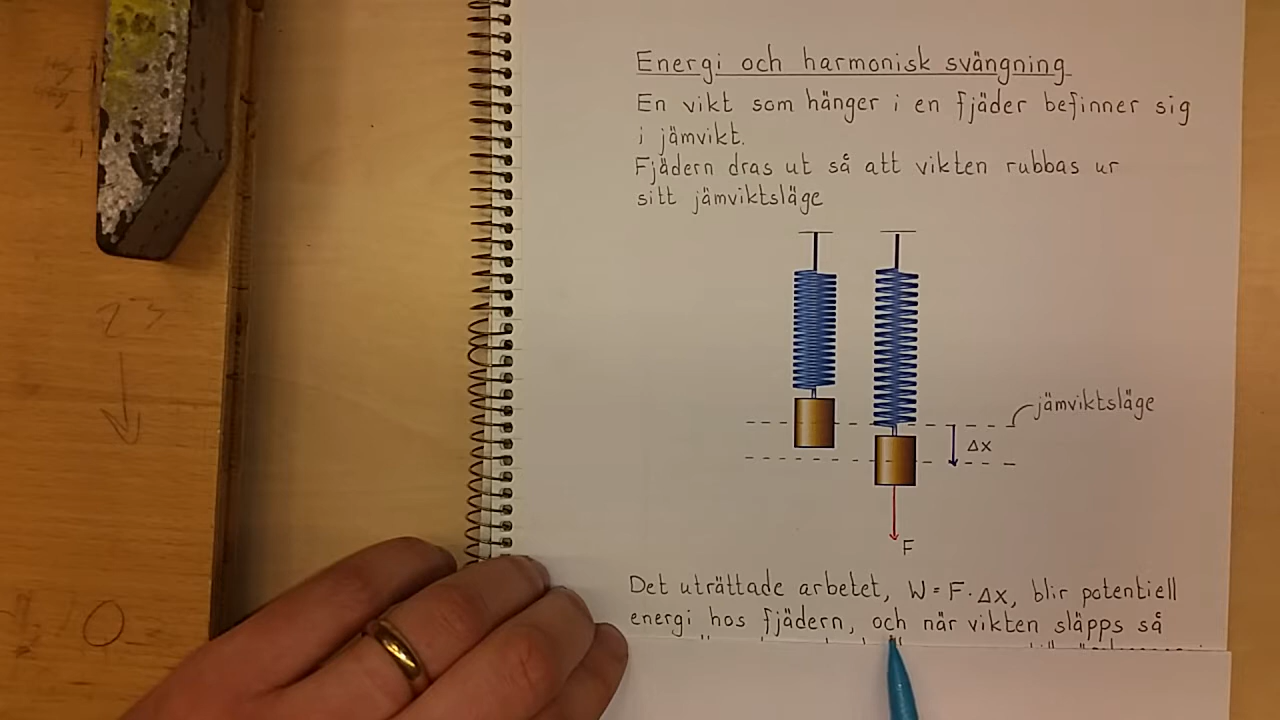 Energi och harmonisk svängning
En vikt som hänger i en fjäder befinner sig
i jämvikt.
Fjädern dras ut så att vikten rubbas ur
sitt jämviktsläge
jämviktsläge
Δx
F
Det uträttade arbetet, W = F · Δx, blir potentiell
energi hos fjädern, och när vikten släpps så